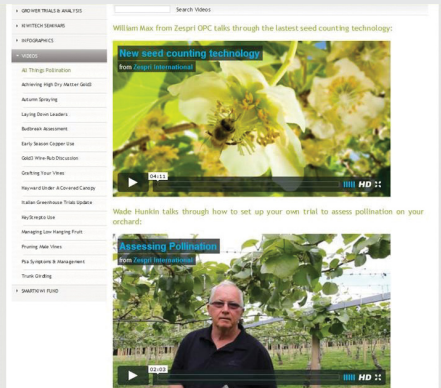 GROWER TRIALS & ANALYSIS
KIWITECH SEMINARS
INFOGRAPHICS
VIDEOS
All Things Pollination
Achieving High Dry Matter Gold3
Autumn Spraying
Laying Down Leaders
Budbreak Assessment
Early Season Copper Use
Gold3 Wire-Rub Discussion
Grafting Your Vines
Hayward Under A Covered Canopy
Italian Greenhouse Trials Update
KeyStrepto Use
Managing Low Hanging Fruit
Pruning Male Vines
Psa Symptoms & Management
Trunk Girdling
SMARTKIWI FUND
Search Videos
William Max from Zespri OPC talks through the lastest seed counting technology:
New seed counting technology
from Zespri International
04:11
HD
Wade Hunkin talks through how to set up your own trial to assess pollination on your
orchard:
Assessing Pollination
from Zespri International
02:03
HD